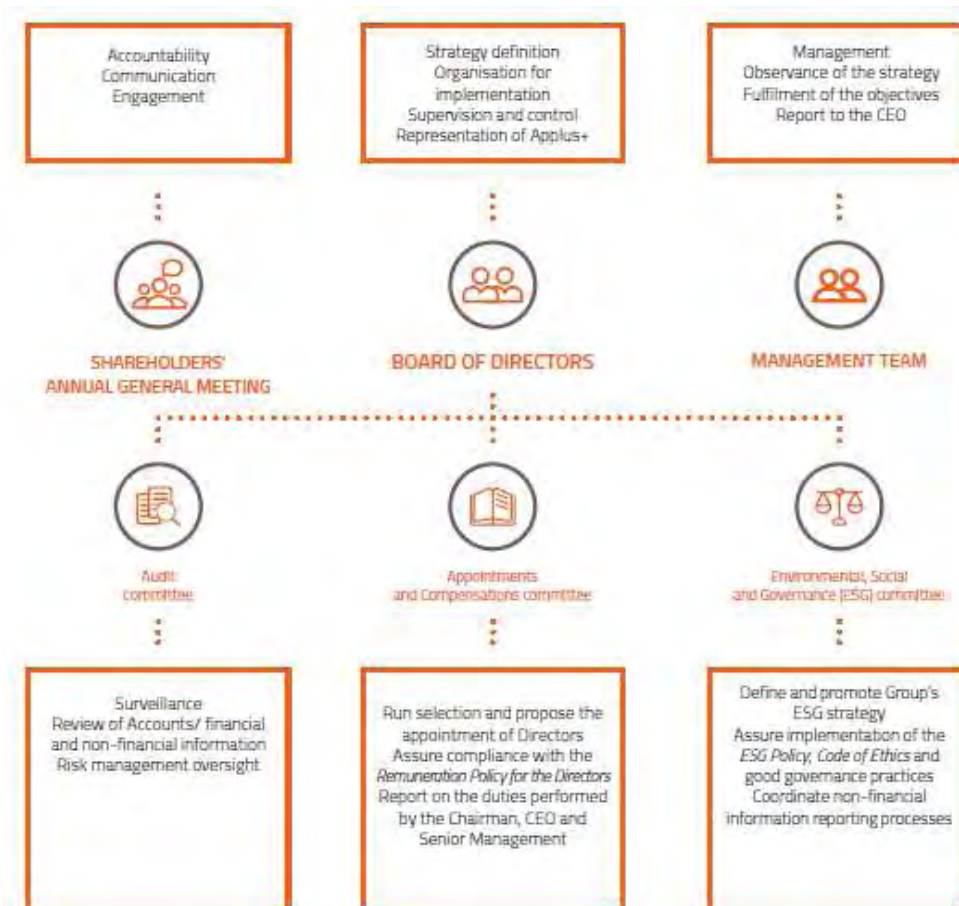 Accountability
Communication
Engagement
Strategy definition
Organisation for
implementation
Supervision and control
Representation of Applus+
Management
Observance of the strategy
Fulfilment of the objectives
Report to the CEO
SHAREHOLDERS'
ANNUAL GENERAL MEETING
BOARD OF DIRECTORS
MANAGEMENT TEAM
Audit
committee
Appointments
and Compensations committee
Environmental, Social
and Governance (ESG) committee
Surveillance
Review of Accounts/ financial
and non-financial information
Risk management oversight
Run selection and propose the
appointment of Directors
Assure compliance with the
Remuneration Policy for the Directors
Report on the duties performed
by the Chairman, CEO and
Senior Management
Define and promote Group's
ESG strategy
Assure implementation of the
ESG Policy, Code of Ethics and
good governance practices
Coordinate non-financial
information reporting processes